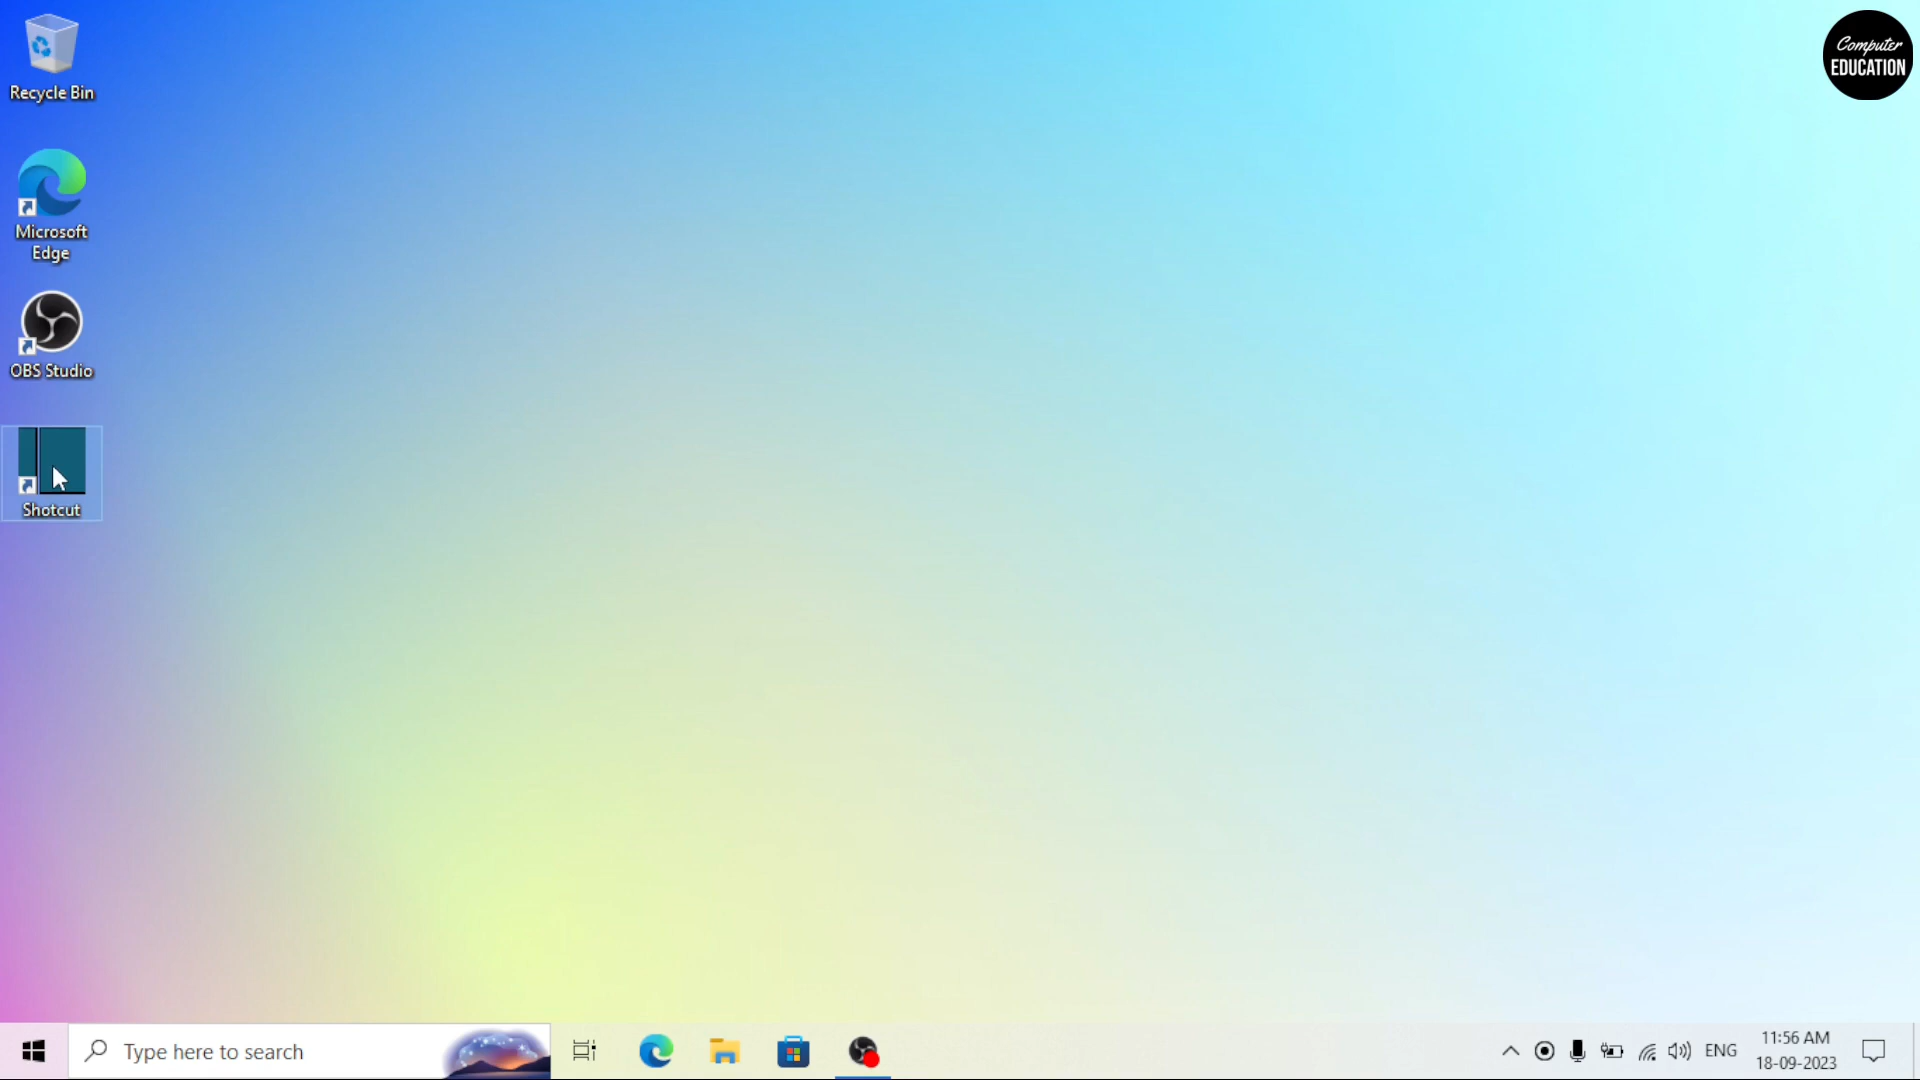 Recycle Bin
Computer
EDUCATION
Microsoft
Edge
OBS Studio
Shotcut
Type here to search
ENG
11:56 AM
18-09-2023